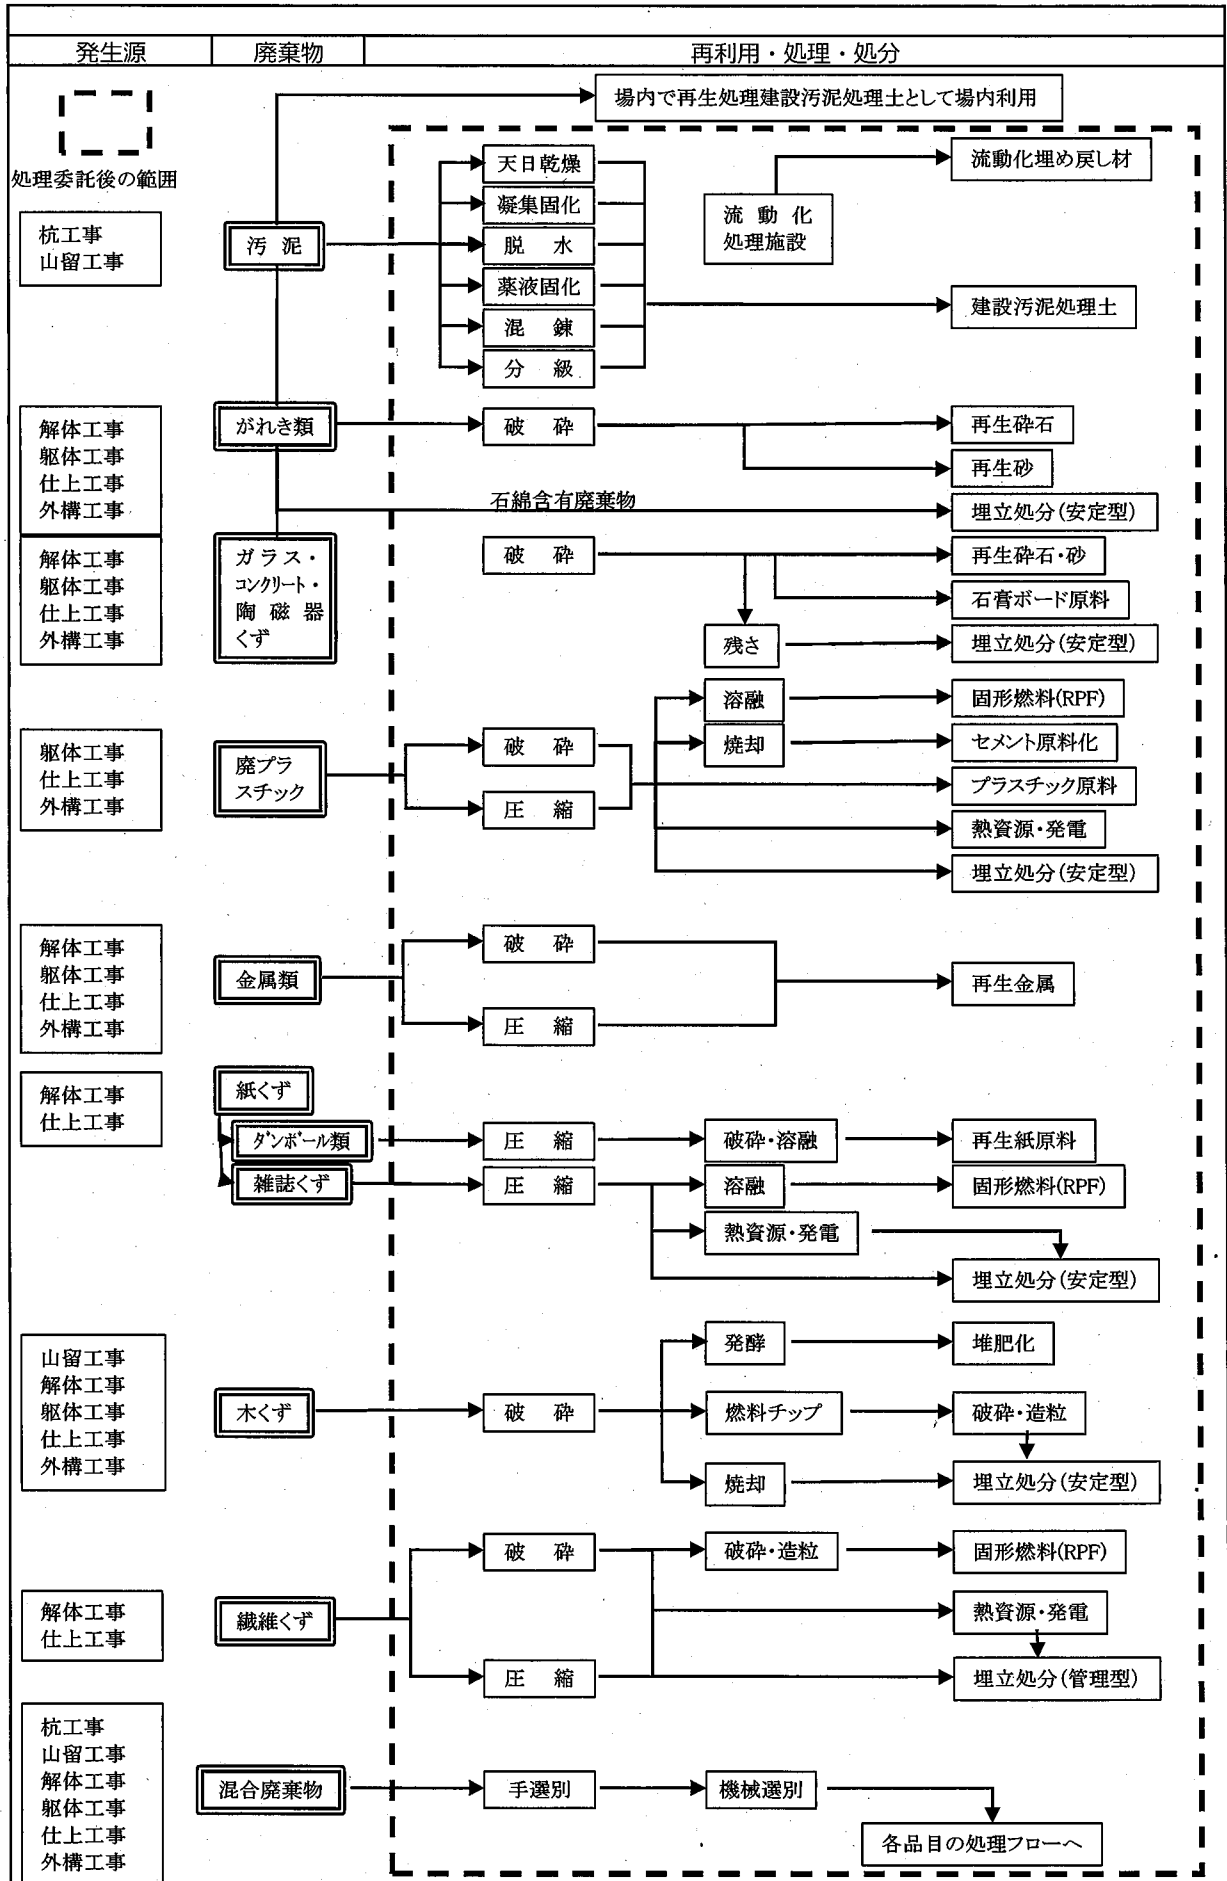 発生源 廃棄物 再利用・処理・処分
処理委託後の範囲
場内で再生処理建設汚泥処理土として場内利用
杭工事
山留工事
汚 泥
天日乾燥
凝集固化
脱 水
薬液固化
混 錬
分 級
流 動 化
処理施設
流動化埋め戻し材
建設汚泥処理土
解体工事
躯体工事
仕上工事
外構工事
がれき類
破 砕
再生砕石
再生砂
石綿含有廃棄物
埋立処分(安定型)
解体工事
躯体工事
仕上工事
外構工事
ガラス・
コンクリート・
陶 磁 器
くず
破 砕
再生砕石・砂
石膏ボード原料
残さ
埋立処分(安定型)
躯体工事
仕上工事
外構工事
廃プラ
スチック
破 砕
圧 縮
溶融
固形燃料(RPF)
焼却
セメント原料化
プラスチック原料
熱資源・発電
埋立処分(安定型)
解体工事
躯体工事
仕上工事
外構工事
金属類
破 砕
圧 縮
再生金属
解体工事
仕上工事
紙くず
ダンボール類
圧 縮
破砕・溶融
再生紙原料
雑誌くず
圧 縮
溶融
固形燃料(RPF)
熱資源・発電
埋立処分(安定型)
山留工事
解体工事
躯体工事
仕上工事
外構工事
木くず
破 砕
発酵
堆肥化
燃料チップ
破砕・造粒
焼却
埋立処分(安定型)
解体工事
仕上工事
繊維くず
破 砕
圧 縮
破砕・造粒
固形燃料(RPF)
熱資源・発電
埋立処分(管理型)
杭工事
山留工事
解体工事
躯体工事
仕上工事
外構工事
混合廃棄物
手選別
機械選別
各品目の処理フローへ